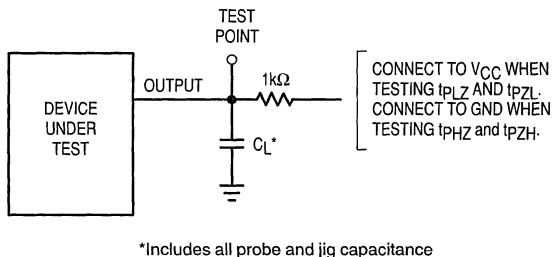 TEST
POINT
OUTPUT
1kΩ
DEVICE
UNDER
TEST
CL*
CONNECT TO VCC WHEN
TESTING tPLZ AND tPZL.
CONNECT TO GND WHEN
TESTING tPHZ and tPZH.
*Includes all probe and jig capacitance